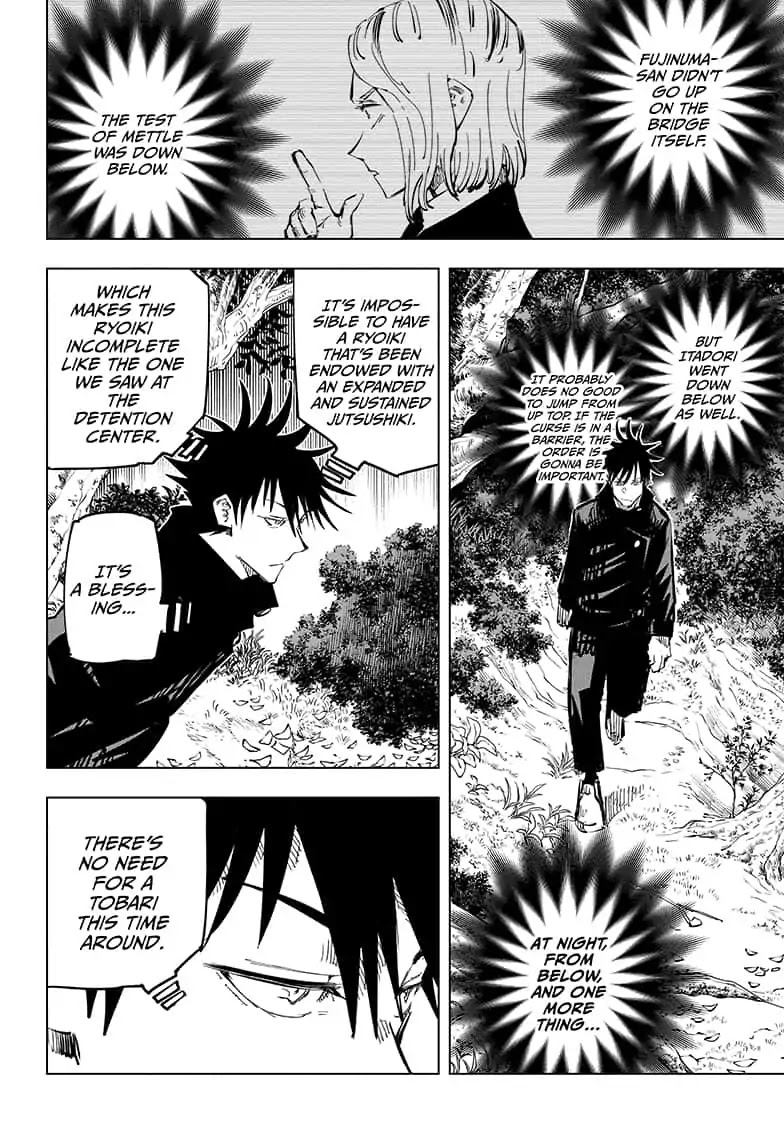 FUJINUMA-
SAN DIDN'T
GO UP
ON THE
BRIDGE
ITSELF.
THE TEST
OF METTLE
WAS DOWN
BELOW.
BUT
ITADORI
WENT
DOWN
BELOW
AS WELL.
IT PROBABLY
DOES NO GOOD
TO JUMP FROM
UP TOP. IF THE
CURSE IS IN A
BARRIER, THE
ORDER IS
GONNA BE
IMPORTANT.
AT NIGHT,
FROM
BELOW,
AND ONE
MORE
THING...
IT'S IMPOS-
SIBLE TO HAVE
A RYOIKI
THAT'S BEEN
ENDOWED WITH
AN EXPANDED
AND SUSTAINED
JUTSUSHIKI.
WHICH
MAKES THIS
RYOIKI
INCOMPLETE
LIKE THE ONE
WE SAW AT
THE
DETENTION
CENTER.
IT'S
A BLESS-
ING...
THERE'S
NO NEED
FOR A
TOBARI
THIS TIME
AROUND.